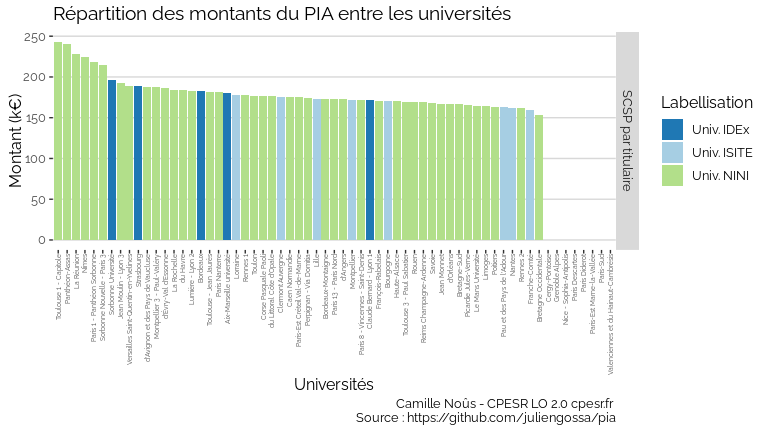 Répartition des montants du PIA entre les universités
Montant (k€)
250
200
150
100
50
0
SCSP par titulaire
Labellisation
Univ. IDEx
Univ. ISITE
Univ. NINI
Toulouse 1 - Capitole
Panthéon-Assas
La Réunion
Nîmes
Paris 1 - Panthéon Sorbonne
Sorbonne Nouvelle - Paris 3
Sorbonne Université
Jean Moulin - Lyon 3
Versailles Saint-Quentin-en-Yvelines
Strasbourg
d'Avignon et des Pays de Vaucluse
Montpellier 3 - Paul-Valéry
d'Évry-Val d'Essonne
La Rochelle
du Havre
Lumière - Lyon 2
Bordeaux
Toulouse - Jean Jaurès
Paris Nanterre
Aix-Marseille Université
Lorraine
Rennes 1
Toulon
Corse Pasquale Paoli
du Littoral Côte d'Opale
Clermont Auvergne
Caen Normandie
Paris-Est Créteil Val-de-Marne
Perpignan - Via Domitia
Lille
Bordeaux-Montaigne
Paris 13 - Paris Nord
d'Angers
Montpellier
Paris 8 - Vincennes - Saint-Denis
Claude Bernard - Lyon 1
François-Rabelais
Bourgogne
Haute-Alsace
Toulouse 3 - Paul Sabatier
Rouen
Reims Champagne-Ardenne
Savoie
Jean Monnet
d'Orléans
Bretagne-Sud
Picardie Jules-Verne
Le Mans Université
Limoges
Poitiers
Pau et des Pays de l'Adour
Nantes
Rennes 2
Franche-Comté
Bretagne Occidentale
Cergy-Pontoise
Grenoble Alpes
Nice - Sophia-Antipolis
Paris Descartes
Paris Diderot
Paris-Est Marne-la-Vallée
Paris-Sud
Valenciennes et du Hainaut-Cambrésis
Universités
Camille Noûs - CPESR LO 2.0 cpesr.fr
Source : https://github.com/juliengossa/pia